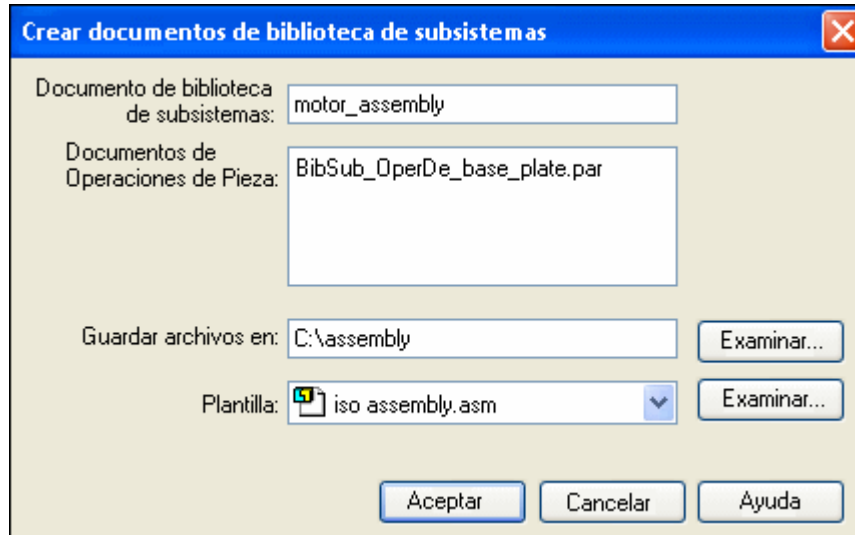 Crear documentos de biblioteca de subsistemas
Documento de biblioteca
de subsistemas:
motor_assembly
Documentos de
Operaciones de Pieza:
BibSub_OperDe_base_plate.par
Guardar archivos en:
C:\assembly
Examinar...
Plantilla:
iso assembly.asm
Examinar...
Aceptar
Cancelar
Ayuda